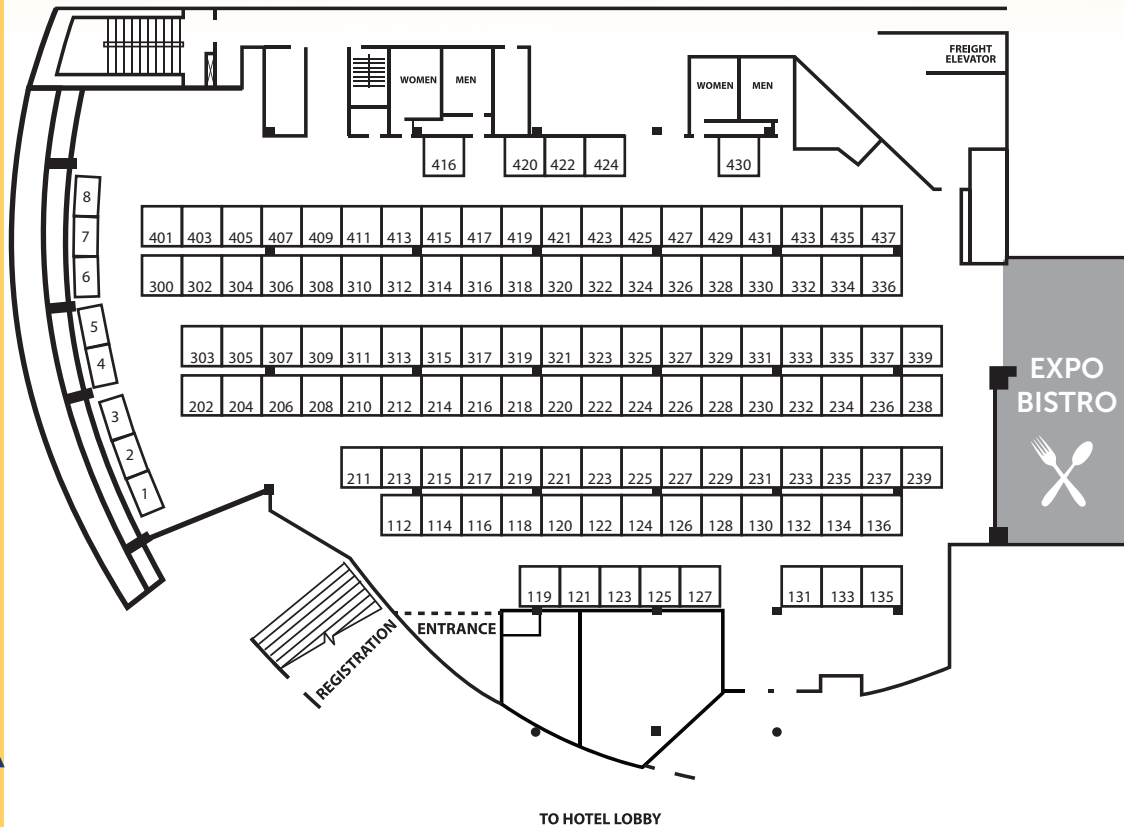 FREIGHT
ELEVATOR
WOMEN MEN
WOMEN MEN
416 420 422 424 430
8
7
6
5
4
3
2
1
401 403 405 407 409 411 413 415 417 419 421 423 425 427 429 431 433 435 437
300 302 304 306 308 310 312 314 316 318 320 322 324 326 328 330 332 334 336
303 305 307 309 311 313 315 317 319 321 323 325 327 329 331 333 335 337 339
202 204 206 208 210 212 214 216 218 220 222 224 226 228 230 232 234 236 238
EXPO
BISTRO
211 213 215 217 219 221 223 225 227 229 231 233 235 237 239
112 114 116 118 120 122 124 126 128 130 132 134 136
119 121 123 125 127 131 133 135
ENTRANCE
REGISTRATION
TO HOTEL LOBBY